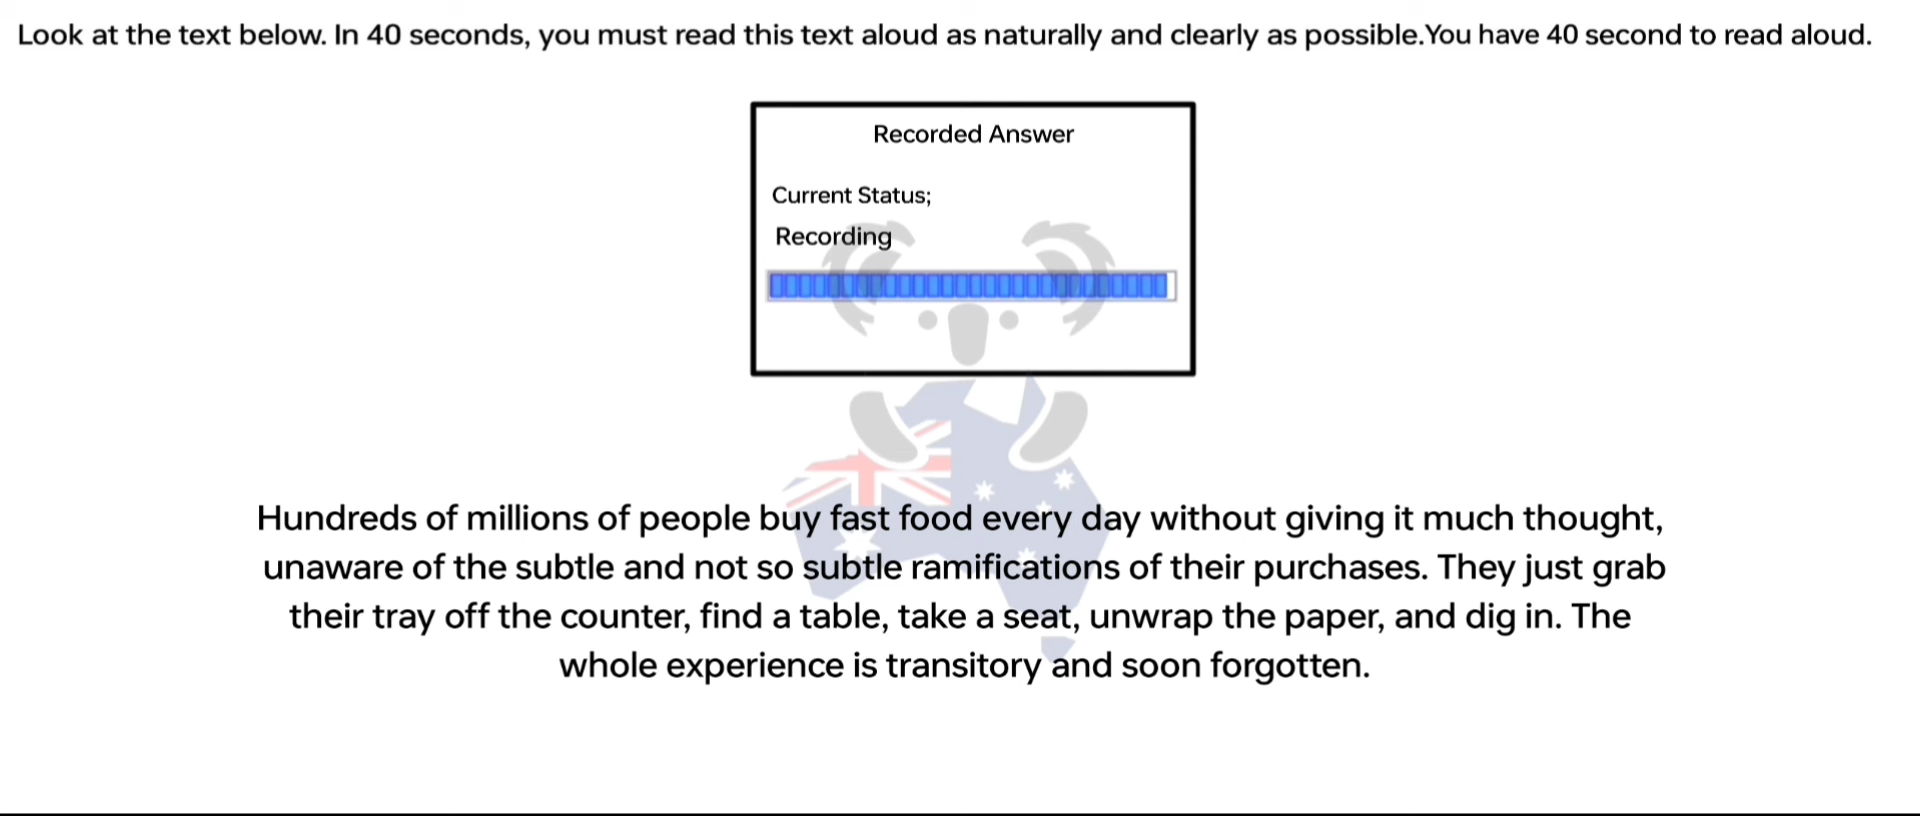 Look at the text below. In 40 seconds, you must read this text aloud as naturally and clearly as possible.You have 40 second to read aloud.
Recorded Answer
Current Status;
Recording
Hundreds of millions of people buy fast food every day without giving it much thought,
unaware of the subtle and not so subtle ramifications of their purchases. They just grab
their tray off the counter, find a table, take a seat, unwrap the paper, and dig in. The
whole experience is transitory and soon forgotten.